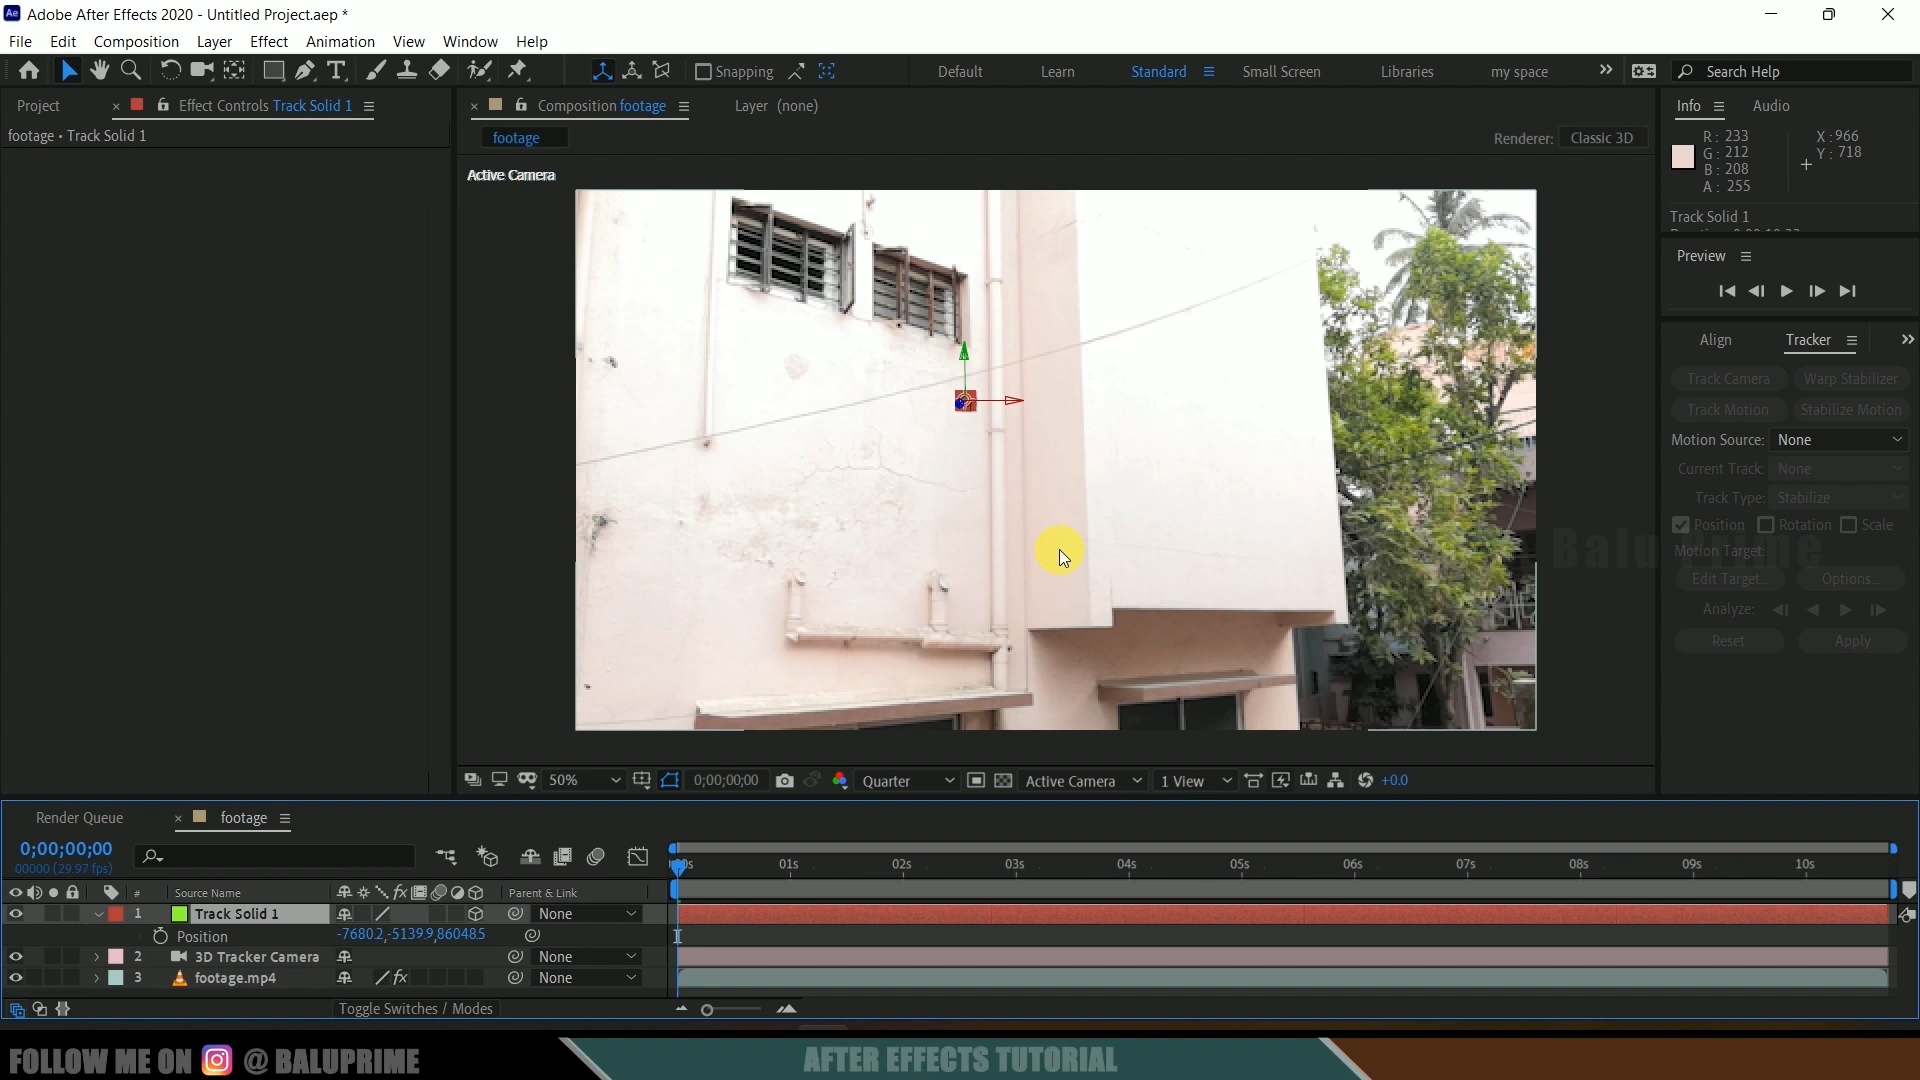 Adobe After Effects 2020 - Untitled Project.aep *
File Edit Composition Layer Effect Animation View Window Help
Snapping Default Learn Standard Small Screen Libraries my space Search Help
Project Effect Controls Track Solid 1 Composition footage Layer (none) Info Audio
footage • Track Solid 1
footage Renderer: Classic 3D
R: 233 X: 966
G: 212 Y: 718
B: 208
A: 255
Active Camera
Track Solid 1
Preview
Align Tracker
Track Camera Warp Stabilizer
Track Motion Stabilize Motion
Motion Source: None
Current Track: None
Track Type: Stabilize
Position Rotation Scale
Balu Prime
Motion Target:
Edit Target... Options...
Analyze:
Reset Apply
50% 0;00;00;00 Quarter Active Camera 1 View +0.0
Render Queue footage
0;00;00;00
00000 (29.97 fps)
01s 02s 03s 04s 05s 06s 07s 08s 09s 10s
# Source Name Parent & Link
1 Track Solid 1 None
Position -7680.2,-5139.9,86048.5
2 3D Tracker Camera None
3 footage.mp4 None
Toggle Switches / Modes
FOLLOW ME ON @ BALUPRIME AFTER EFFECTS TUTORIAL